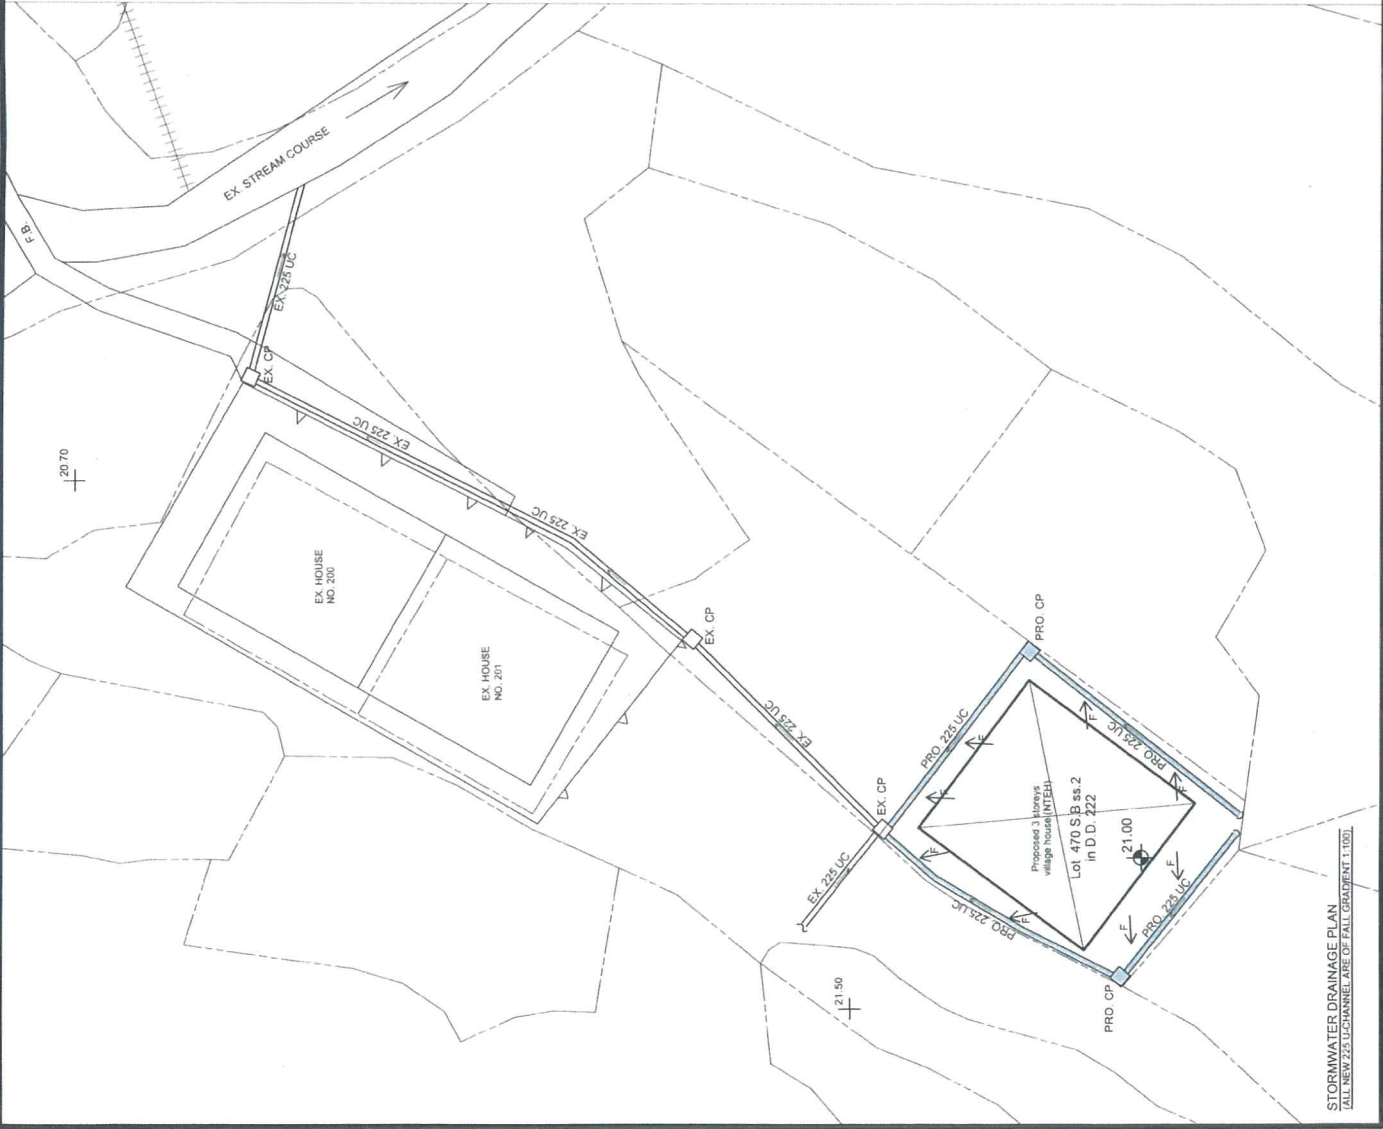 F.B.
EX. STREAM COURSE
EX. 225 UC
EX. CP
EX. 225 UC
20.70
EX. HOUSE
NO. 200
EX. 225 UC
EX. HOUSE
NO. 201
EX. CP
EX. 225 UC
PRO. CP
EX. CP
PRO. 225 UC
F
F
F
PRO. 225 UC
F
EX. 225 UC
F
Proposed 3 storeys
village house (NTEH)
Lot 470 S.B ss.2
in D.D. 222
21.00
F
PRO. 225 UC
F
F
PRO. 225 UC
21.50
PRO. CP
STORMWATER DRAINAGE PLAN
(ALL NEW 225 U-CHANNEL ARE OF FALL GRADIENT 1:100)